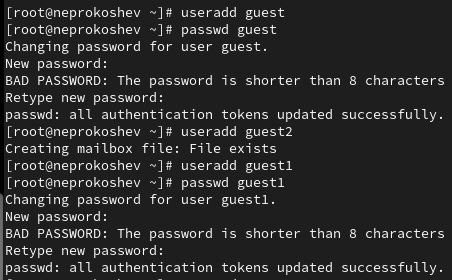 [root@neprokoshev ~]# useradd guest
[root@neprokoshev ~]# passwd guest
Changing password for user guest.
New password:
BAD PASSWORD: The password is shorter than 8 characters
Retype new password:
passwd: all authentication tokens updated successfully.
[root@neprokoshev ~]# useradd guest2
Creating mailbox file: File exists
[root@neprokoshev ~]# useradd guest1
[root@neprokoshev ~]# passwd guest1
Changing password for user guest1.
New password:
BAD PASSWORD: The password is shorter than 8 characters
Retype new password:
passwd: all authentication tokens updated successfully.